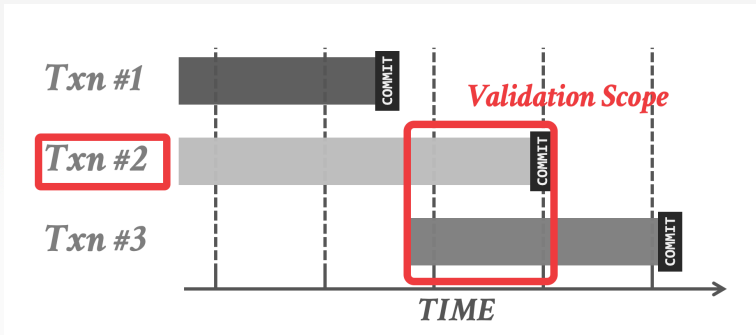 Txn #1
COMMIT
Validation Scope
Txn #2
COMMIT
Txn #3
COMMIT
TIME